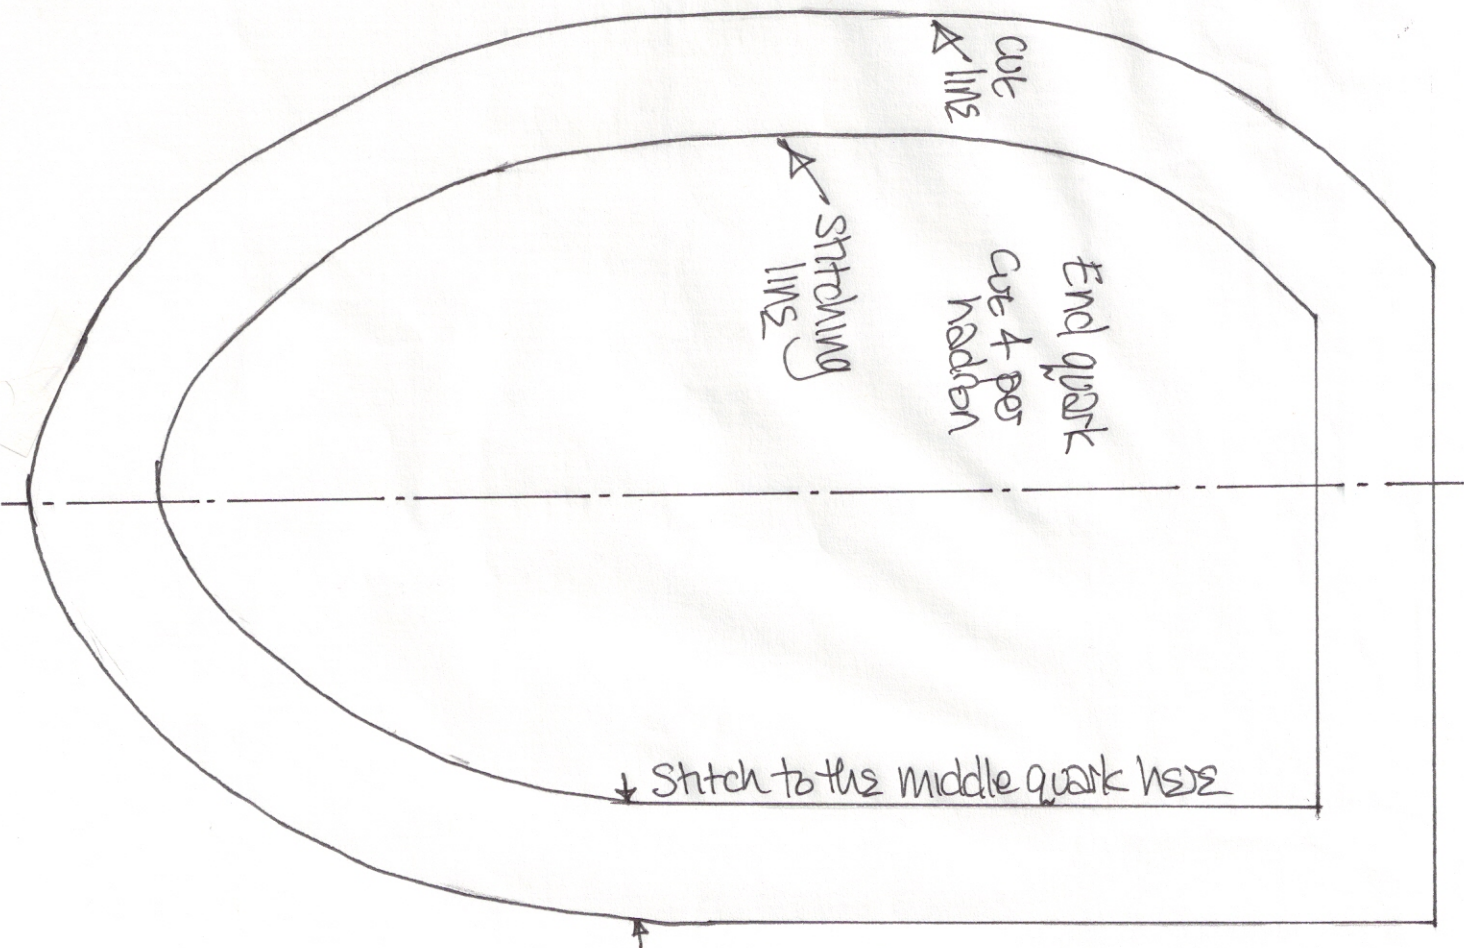 cut
line
Stitching
line
End quark
cut 4 per
hadron
Stitch to the middle quark here